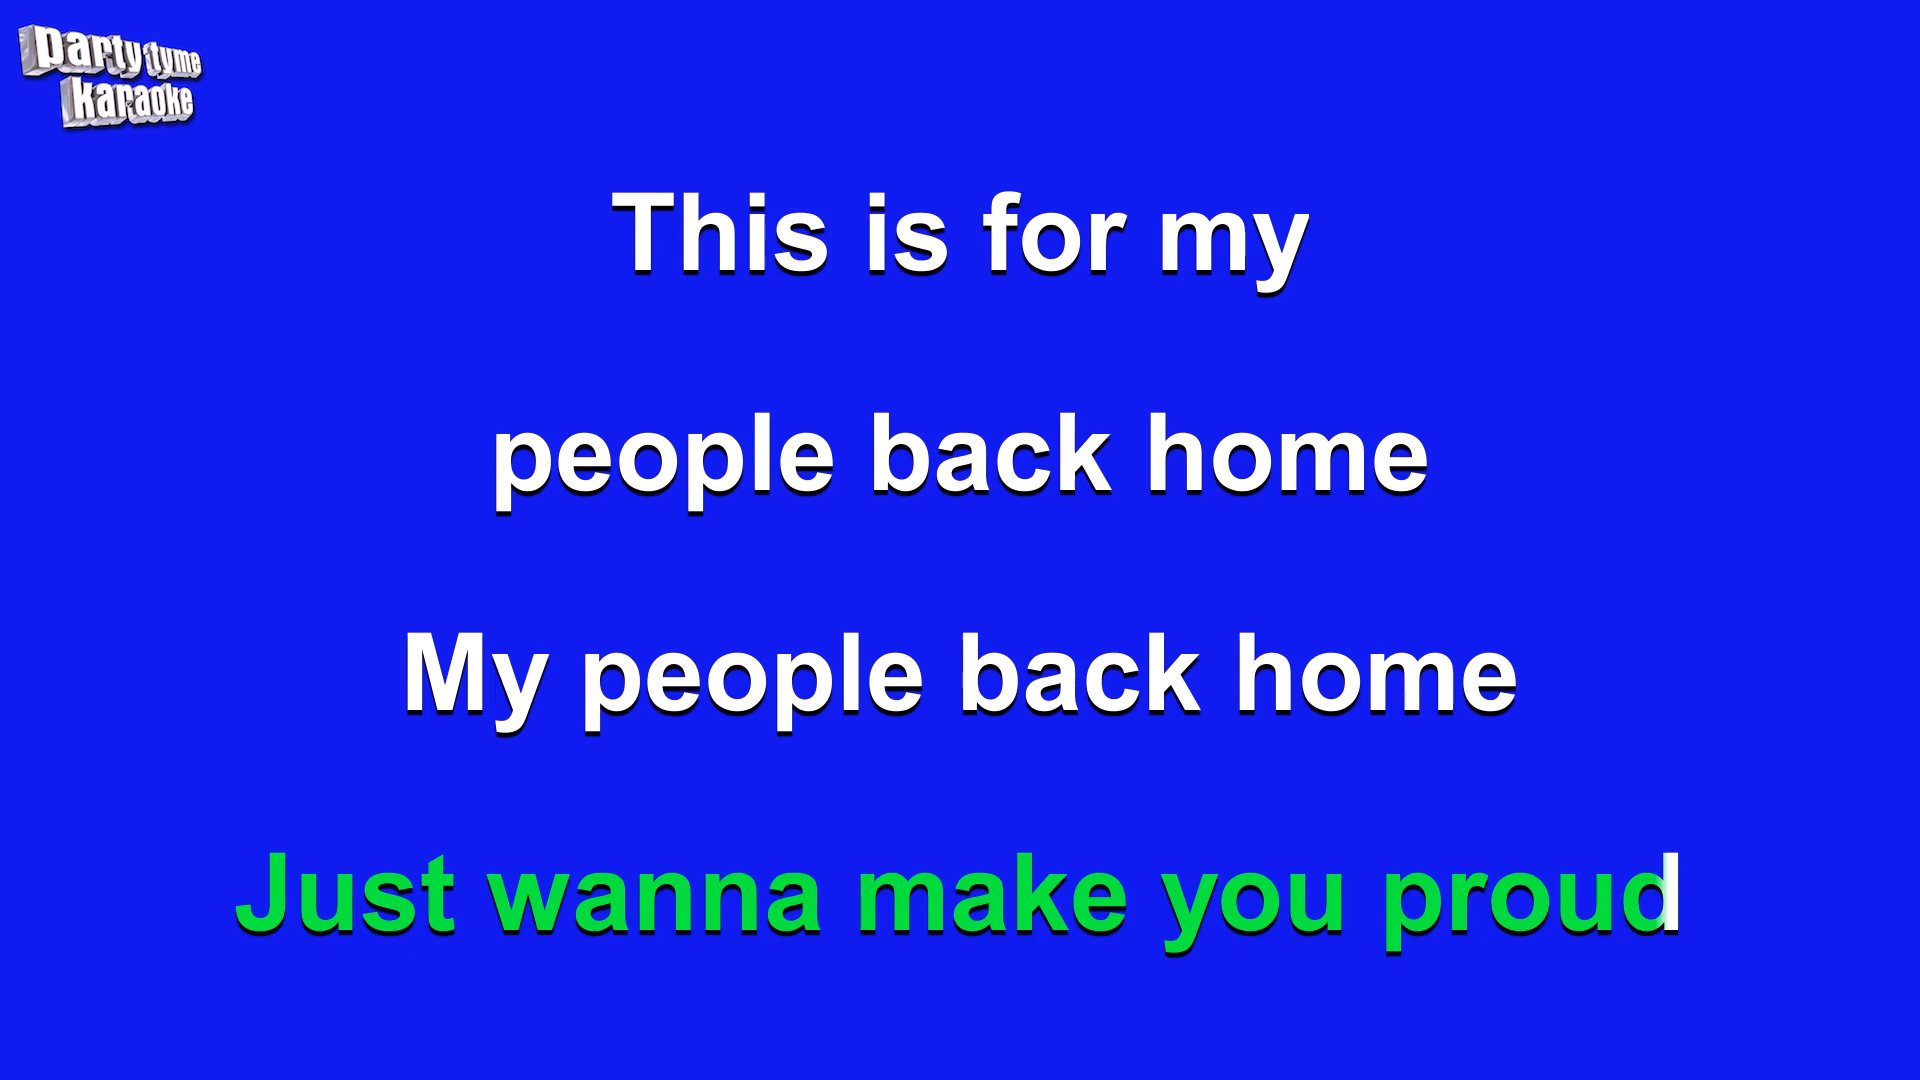 party tyme
karaoke
This is for my
people back home
My people back home
Just wanna make you proud